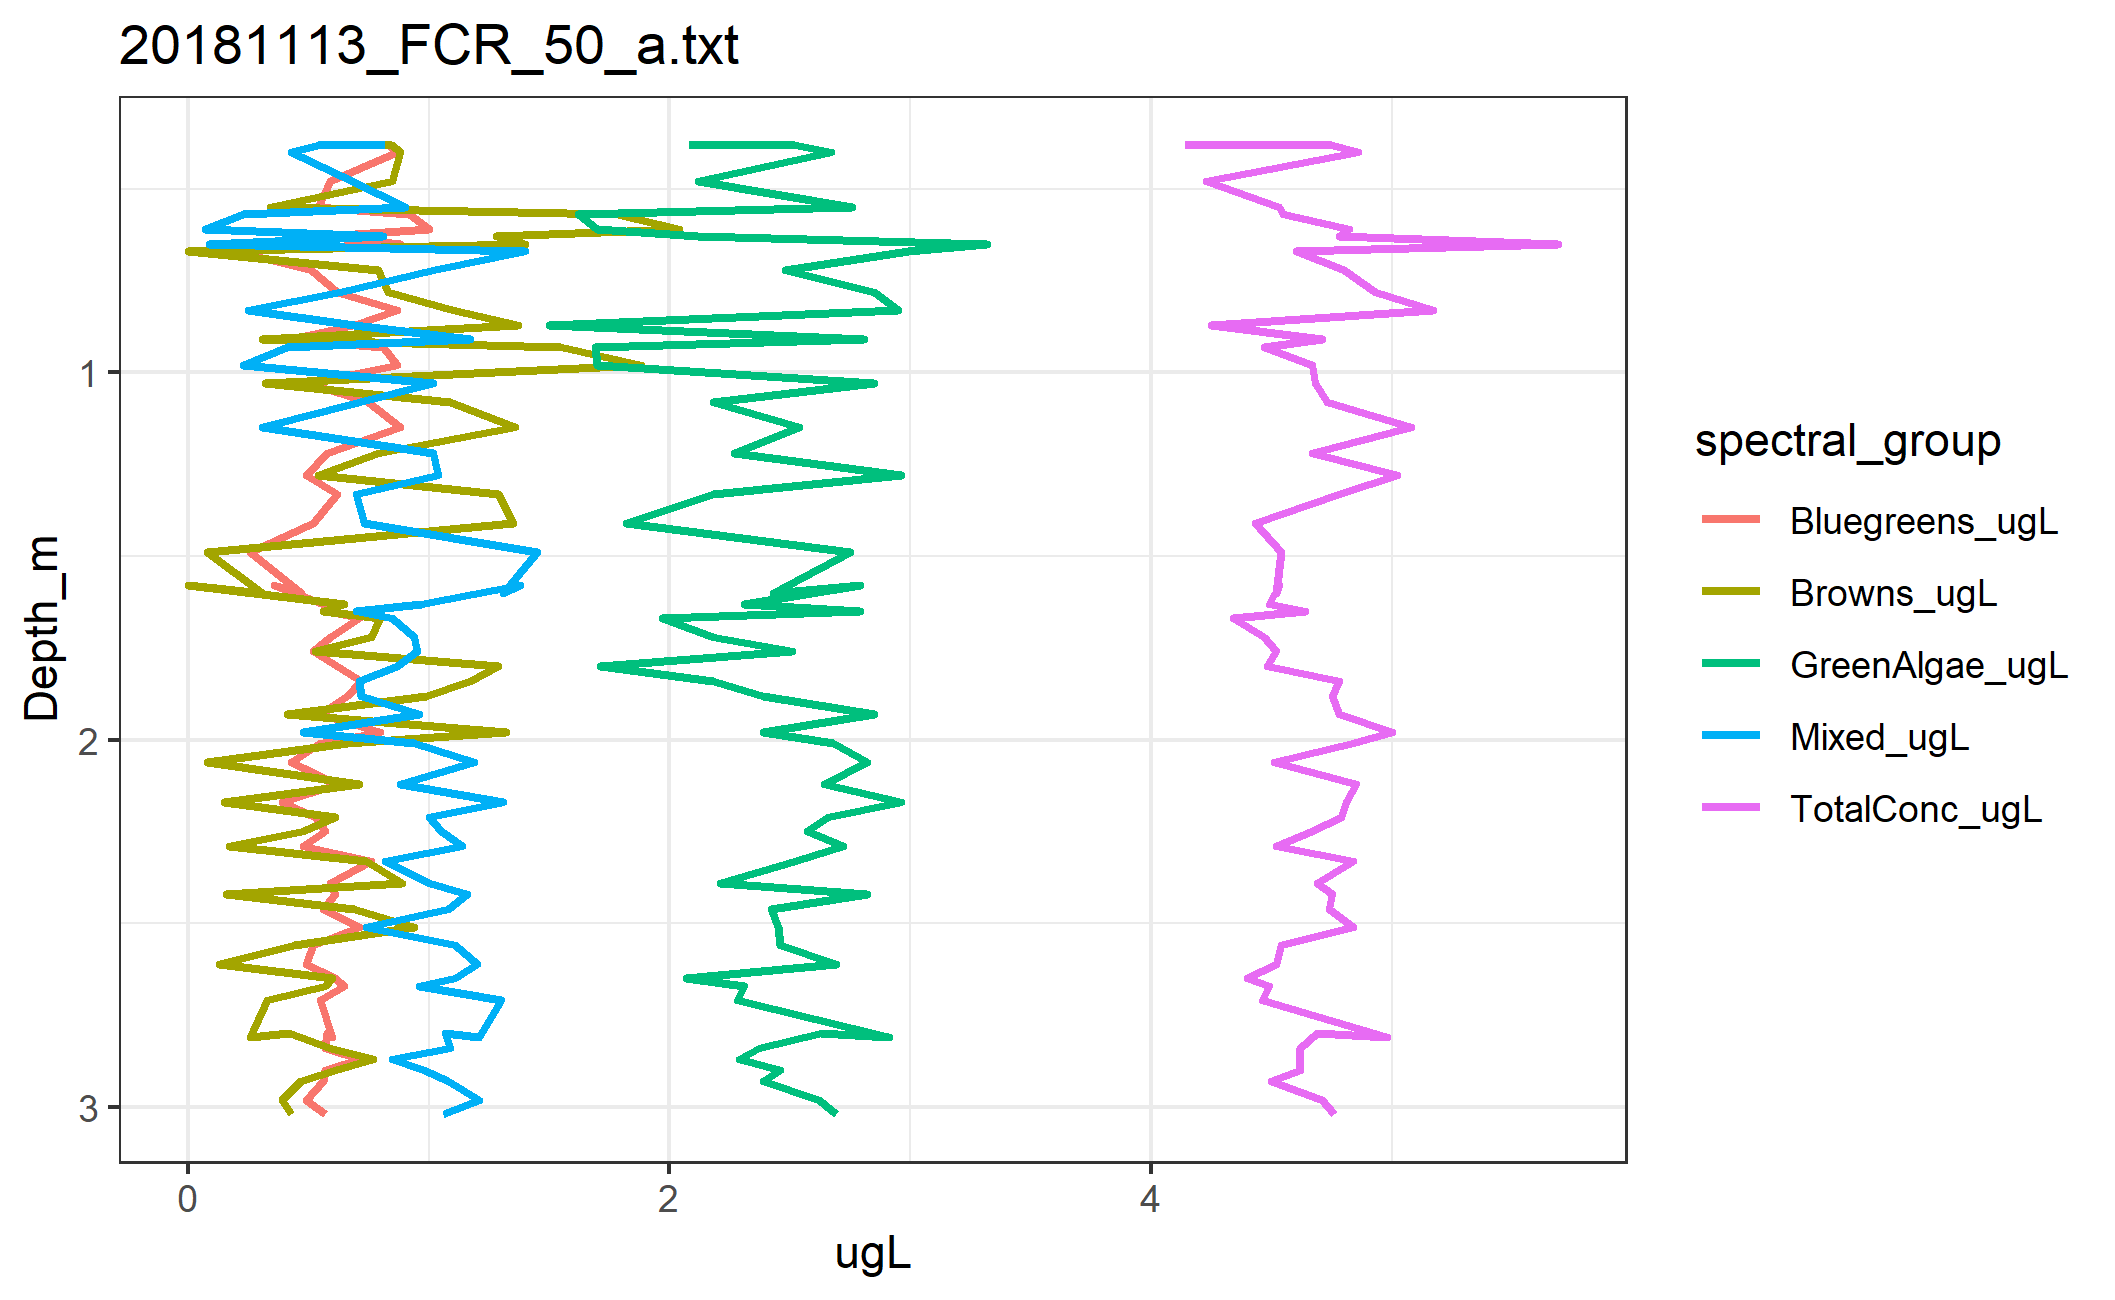 20181113_FCR_50_a.txt
Depth_m
1
2
3
0 2 4
ugL
spectral_group
Bluegreens_ugL
Browns_ugL
GreenAlgae_ugL
Mixed_ugL
TotalConc_ugL